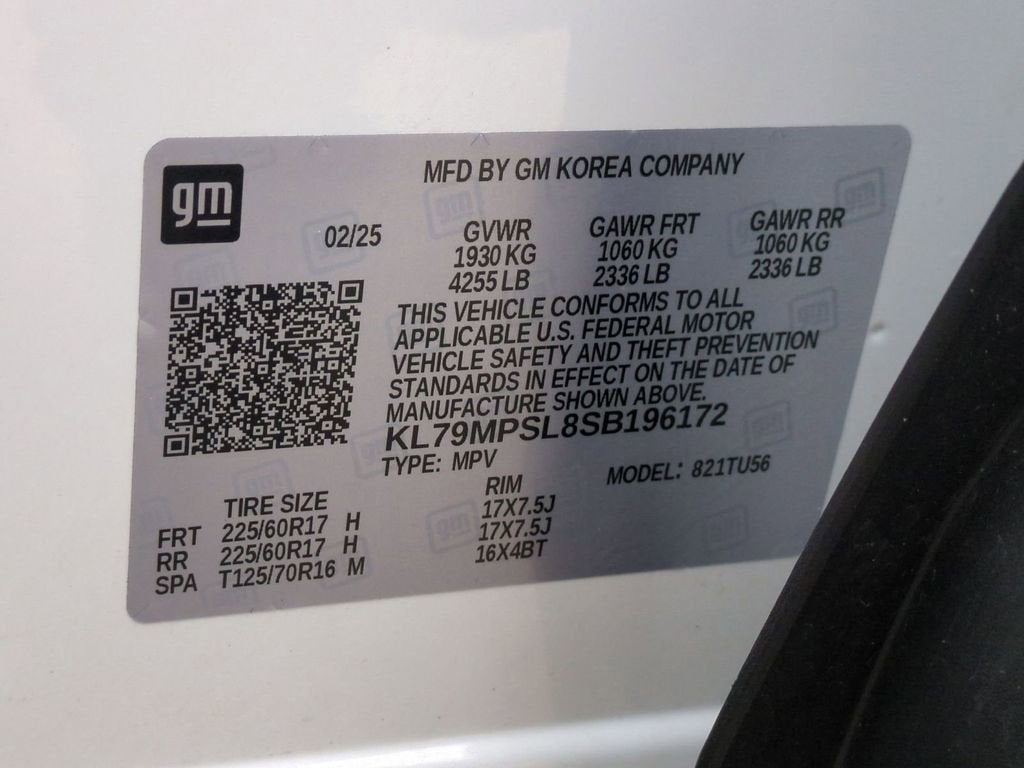 gm
MFD BY GM KOREA COMPANY
02/25
GVWR GAWR FRT GAWR RR
1930 KG 1060 KG 1060 KG
4255 LB 2336 LB 2336 LB
THIS VEHICLE CONFORMS TO ALL
APPLICABLE U.S. FEDERAL MOTOR
VEHICLE SAFETY AND THEFT PREVENTION
STANDARDS IN EFFECT ON THE DATE OF
MANUFACTURE SHOWN ABOVE.
KL79MPSL8SB196172
TYPE: MPV MODEL: 821TU56
TIRE SIZE RIM
FRT 225/60R17 H 17X7.5J
RR 225/60R17 H 17X7.5J
SPA T125/70R16 M 16X4BT